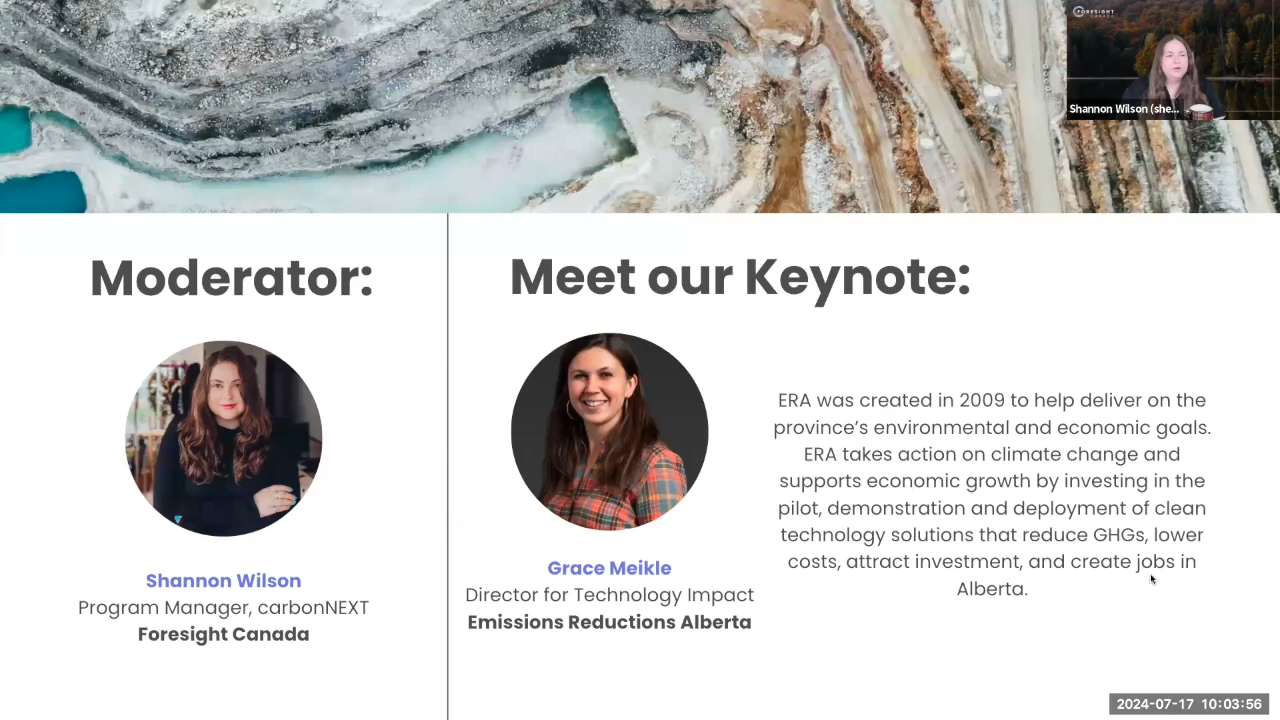 FORESIGHT
CANADA
Shannon Wilson (she...
Moderator:
Shannon Wilson
Program Manager, carbonNEXT
Foresight Canada
Meet our Keynote:
Grace Meikle
Director for Technology Impact
Emissions Reductions Alberta
ERA was created in 2009 to help deliver on the
province’s environmental and economic goals.
ERA takes action on climate change and
supports economic growth by investing in the
pilot, demonstration and deployment of clean
technology solutions that reduce GHGs, lower
costs, attract investment, and create jobs in
Alberta.
2024-07-17 10:03:56